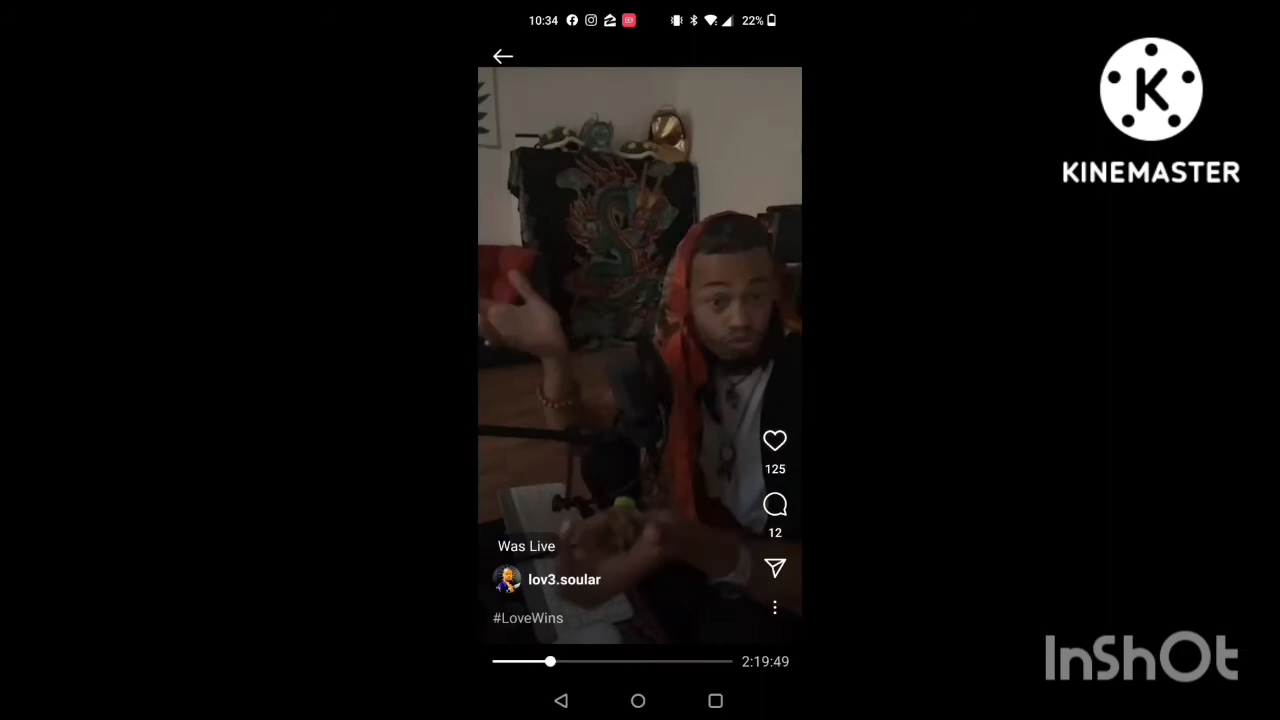 10:34
22%
K
KINEMASTER
125
12
Was Live
lov3.soular
#LoveWins
2:19:49
InShOt